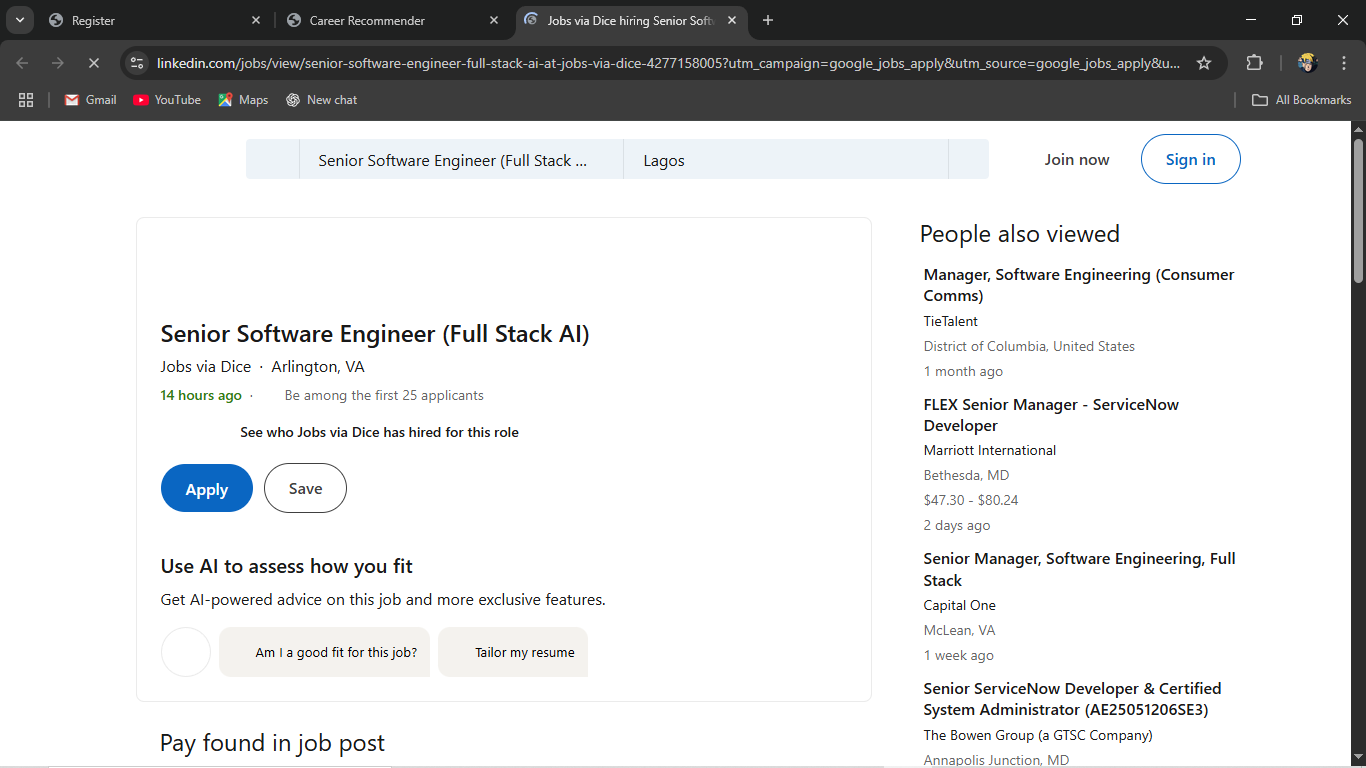 Register
Career Recommender
Jobs via Dice hiring Senior Softw
linkedin.com/jobs/view/senior-software-engineer-full-stack-ai-at-jobs-via-dice-4277158005?utm_campaign=google_jobs_apply&utm_source=google_jobs_apply&u...
Gmail
YouTube
Maps
New chat
All Bookmarks
Senior Software Engineer (Full Stack ...
Lagos
Join now
Sign in
Senior Software Engineer (Full Stack AI)
Jobs via Dice · Arlington, VA
14 hours ago · Be among the first 25 applicants
See who Jobs via Dice has hired for this role
Apply
Save
Use AI to assess how you fit
Get AI-powered advice on this job and more exclusive features.
Am I a good fit for this job?
Tailor my resume
Pay found in job post
People also viewed
Manager, Software Engineering (Consumer
Comms)
TieTalent
District of Columbia, United States
1 month ago
FLEX Senior Manager - ServiceNow
Developer
Marriott International
Bethesda, MD
$47.30 - $80.24
2 days ago
Senior Manager, Software Engineering, Full
Stack
Capital One
McLean, VA
1 week ago
Senior ServiceNow Developer & Certified
System Administrator (AE25051206SE3)
The Bowen Group (a GTSC Company)
Annapolis Junction, MD